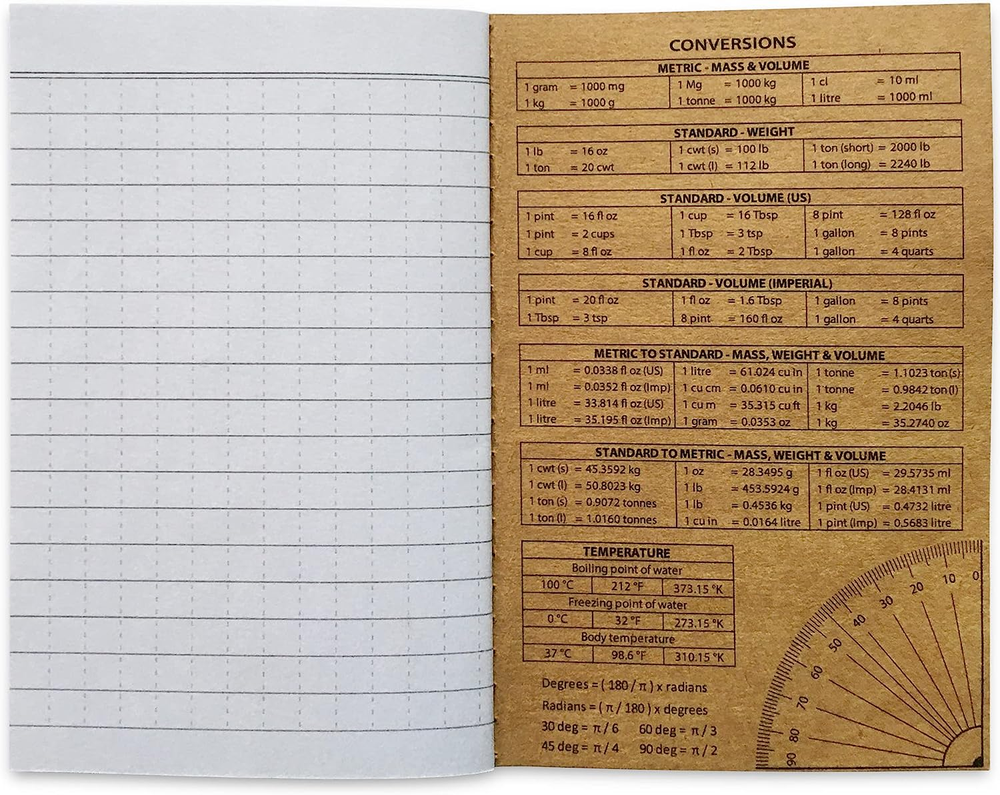 CONVERSIONS
METRIC - MASS & VOLUME
1 gram = 1000 mg 1 Mg = 1000 kg 1 cl = 10 ml
1 kg = 1000 g 1 tonne = 1000 kg 1 litre = 1000 ml
STANDARD - WEIGHT
1 lb = 16 oz 1 cwt (s) = 100 lb 1 ton (short) = 2000 lb
1 ton = 20 cwt 1 cwt (l) = 112 lb 1 ton (long) = 2240 lb
STANDARD - VOLUME (US)
1 pint = 16 fl oz 1 cup = 16 Tbsp 8 pint = 128 fl oz
1 pint = 2 cups 1 Tbsp = 3 tsp 1 gallon = 8 pints
1 cup = 8 fl oz 1 fl oz = 2 Tbsp 1 gallon = 4 quarts
STANDARD - VOLUME (IMPERIAL)
1 pint = 20 fl oz 1 fl oz = 1.6 Tbsp 1 gallon = 8 pints
1 Tbsp = 3 tsp 8 pint = 160 fl oz 1 gallon = 4 quarts
METRIC TO STANDARD - MASS, WEIGHT & VOLUME
1 ml = 0.0338 fl oz (US) 1 litre = 61.024 cu in 1 tonne = 1.1023 ton(s)
1 ml = 0.0352 fl oz (Imp) 1 cu cm = 0.0610 cu in 1 tonne = 0.9842 ton(l)
1 litre = 33.814 fl oz (US) 1 cu m = 35.315 cu ft 1 kg = 2.2046 lb
1 litre = 35.195 fl oz (Imp) 1 gram = 0.0353 oz 1 kg = 35.2740 oz
STANDARD TO METRIC - MASS, WEIGHT & VOLUME
1 cwt (s) = 45.3592 kg 1 oz = 28.3495 g 1 fl oz (US) = 29.5735 ml
1 cwt (l) = 50.8023 kg 1 lb = 453.5924 g 1 fl oz (Imp) = 28.4131 ml
1 ton (s) = 0.9072 tonnes 1 lb = 0.4536 kg 1 pint (US) = 0.4732 litre
1 ton (l) = 1.0160 tonnes 1 cu in = 0.0164 litre 1 pint (Imp) = 0.5683 litre
TEMPERATURE
Boiling point of water
100 °C 212 °F 373.15 °K
Freezing point of water
0 °C 32 °F 273.15 °K
Body temperature
37 °C 98.6 °F 310.15 °K
Degrees = ( 180 / π ) x radians
Radians = ( π / 180 ) x degrees
30 deg = π / 6 60 deg = π / 3
45 deg = π / 4 90 deg = π / 2
0
10
20
30
40
50
60
70
80
90